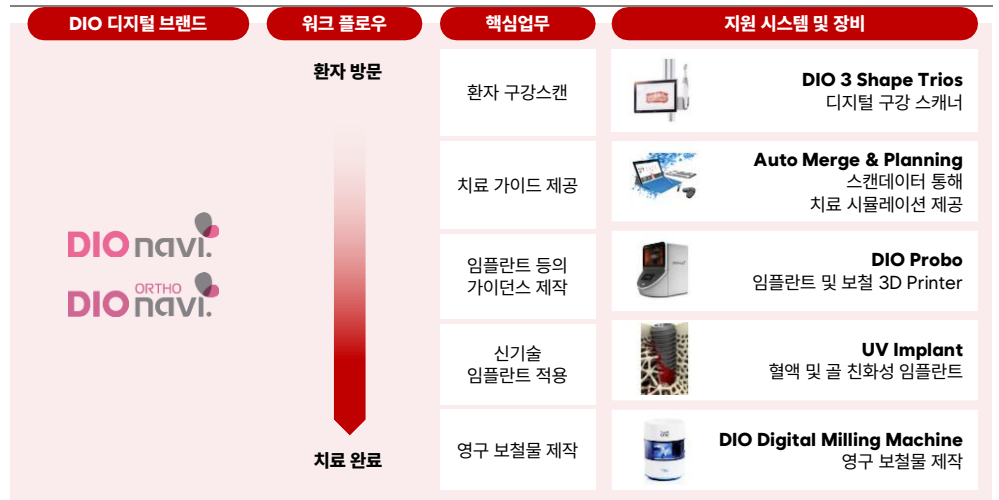 DIO 디지털 브랜드
워크 플로우
핵심업무
지원 시스템 및 장비
DIO navi.
ORTHO
DIO navi.
환자 방문
치료 완료
환자 구강스캔
DIO 3 Shape Trios
디지털 구강 스캐너
치료 가이드 제공
Auto Merge & Planning
스캔데이터 통해
치료 시뮬레이션 제공
임플란트 등의
가이던스 제작
DIO Probo
임플란트 및 보철 3D Printer
신기술
임플란트 적용
UV Implant
혈액 및 골 친화성 임플란트
영구 보철물 제작
DIO Digital Milling Machine
영구 보철물 제작